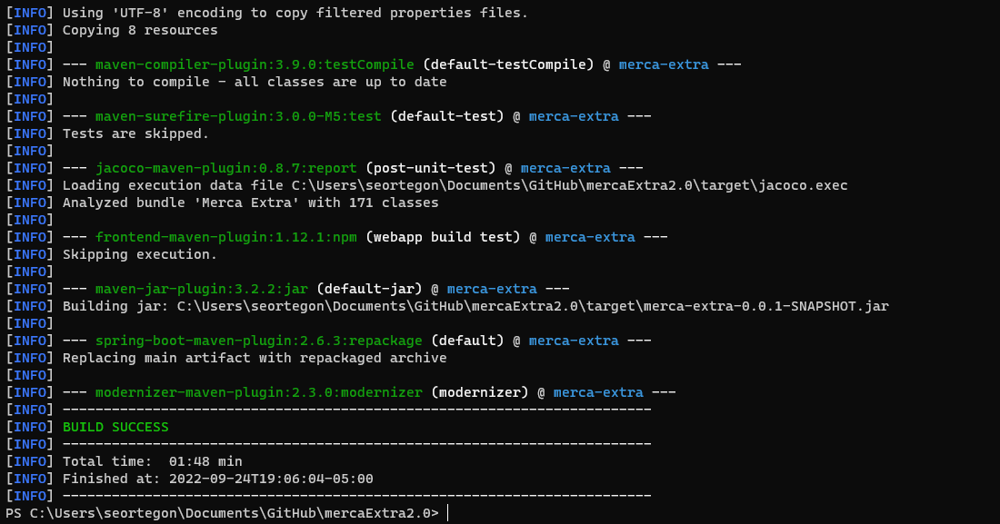 [INFO] Using 'UTF-8' encoding to copy filtered properties files.
[INFO] Copying 8 resources
[INFO]
[INFO] --- maven-compiler-plugin:3.9.0:testCompile (default-testCompile) @ merca-extra ---
[INFO] Nothing to compile - all classes are up to date
[INFO]
[INFO] --- maven-surefire-plugin:3.0.0-M5:test (default-test) @ merca-extra ---
[INFO] Tests are skipped.
[INFO]
[INFO] --- jacoco-maven-plugin:0.8.7:report (post-unit-test) @ merca-extra ---
[INFO] Loading execution data file C:\Users\seortegon\Documents\GitHub\mercaExtra2.0\target\jacoco.exec
[INFO] Analyzed bundle 'Merca Extra' with 171 classes
[INFO]
[INFO] --- frontend-maven-plugin:1.12.1:npm (webapp build test) @ merca-extra ---
[INFO] Skipping execution.
[INFO]
[INFO] --- maven-jar-plugin:3.2.2:jar (default-jar) @ merca-extra ---
[INFO] Building jar: C:\Users\seortegon\Documents\GitHub\mercaExtra2.0\target\merca-extra-0.0.1-SNAPSHOT.jar
[INFO]
[INFO] --- spring-boot-maven-plugin:2.6.3:repackage (default) @ merca-extra ---
[INFO] Replacing main artifact with repackaged archive
[INFO]
[INFO] --- modernizer-maven-plugin:2.3.0:modernizer (modernizer) @ merca-extra ---
[INFO] ------------------------------------------------------------------------
[INFO] BUILD SUCCESS
[INFO] ------------------------------------------------------------------------
[INFO] Total time:  01:48 min
[INFO] Finished at: 2022-09-24T19:06:04-05:00
[INFO] ------------------------------------------------------------------------
PS C:\Users\seortegon\Documents\GitHub\mercaExtra2.0>